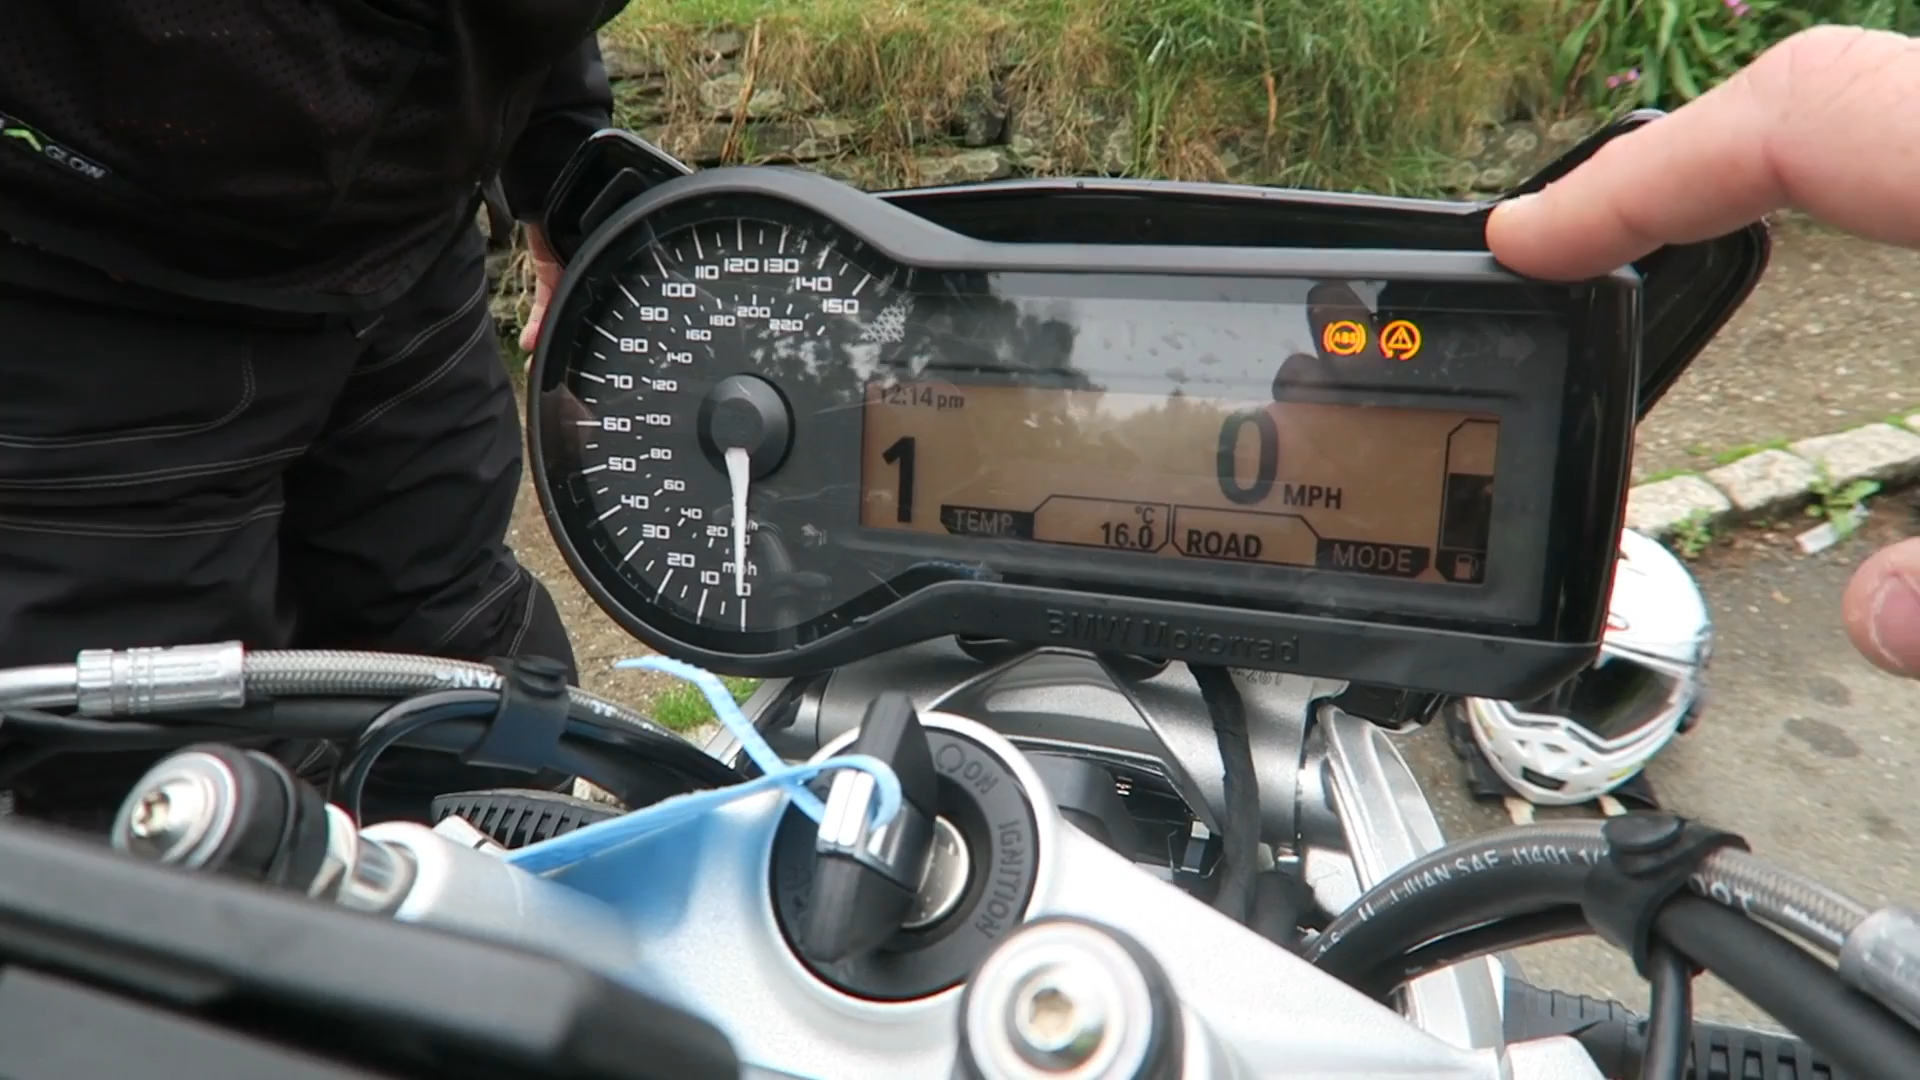 GLOW
110 120 130
100 140
90 150
80
70
60
50
40
30
20
10
0
mph
200
180 220
160
140
120
100
80
60
40
20
km/h
ABS
12:14 pm
1
0 MPH
TEMP.
°C
16.0
ROAD
MODE
BMW Motorrad
ON
IGNITION
SAE J1401